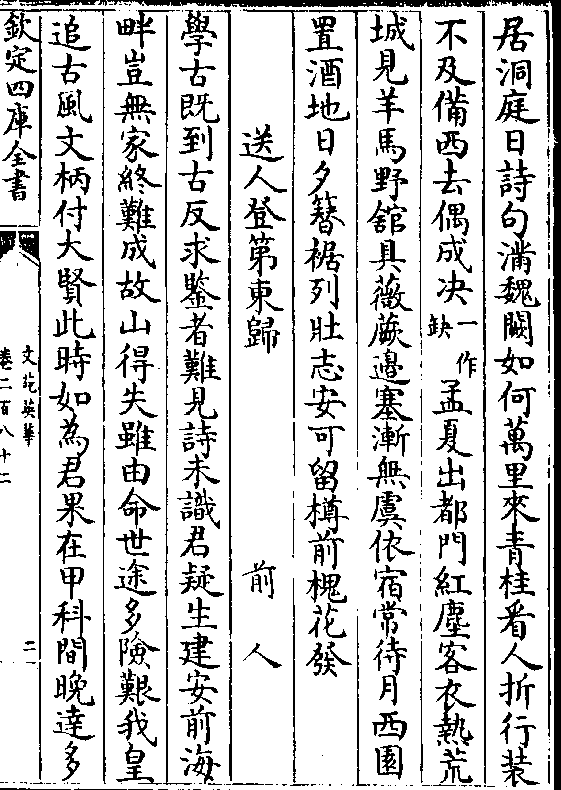 居洞庭日詩句滿魏闕如何萬里來青桂看人折行装
不及備西去偶成决一作缺孟夏出都門紅塵客衣熱荒
城見羊馬野舘具薇蕨邉塞漸無虞依宿常待月西園
置酒地日夕簪裾列壯志安可留樽前槐花發
送人登第東歸　前人
學古既到古反求鑒者難見詩未識君疑生建安前海
畔豈無家終難成故山得失雖由命世途多險艱我皇
追古風文柄付大賢此時如為君果在甲科間晚達多
欽定四庫全書
文苑英華
卷二百八十二
二